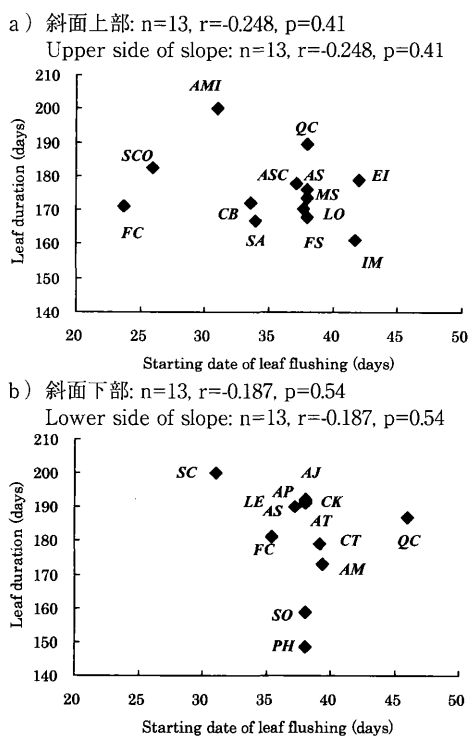 a）斜面上部: n=13, r=-0.248, p=0.41
Upper side of slope: n=13, r=-0.248, p=0.41
Leaf duration (days)
210
200
190
180
170
160
150
140
AMI
QC
SCO
ASC
AS
EI
MS
CB
LO
FC
SA
FS
IM
20 25 30 35 40 45 50
Starting date of leaf flushing (days)
b）斜面下部: n=13, r=-0.187, p=0.54
Lower side of slope: n=13, r=-0.187, p=0.54
Leaf duration (days)
210
200
190
180
170
160
150
140
SC
AJ
AP
LE
CK
AS
AT
FC
CT
QC
AM
SO
PH
20 25 30 35 40 45 50
Starting date of leaf flushing (days)